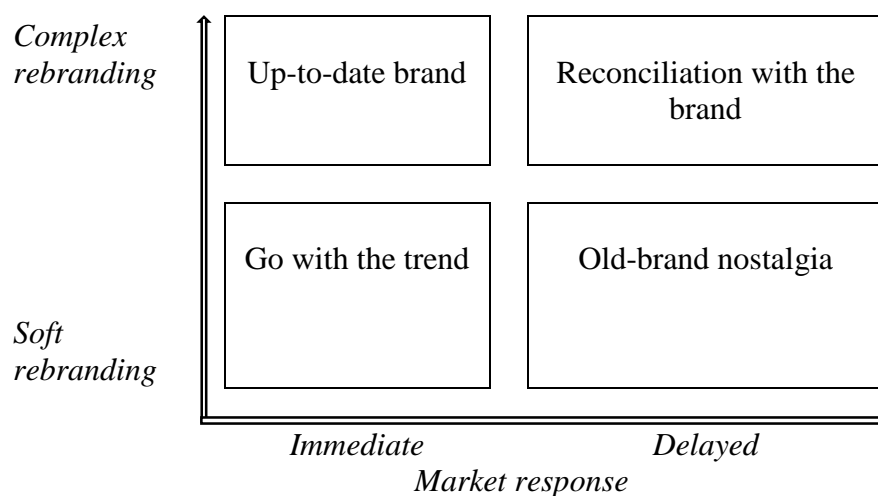 Complex
rebranding
Up-to-date brand
Reconciliation with the
brand
Go with the trend
Old-brand nostalgia
Soft
rebranding
Immediate
Delayed
Market response